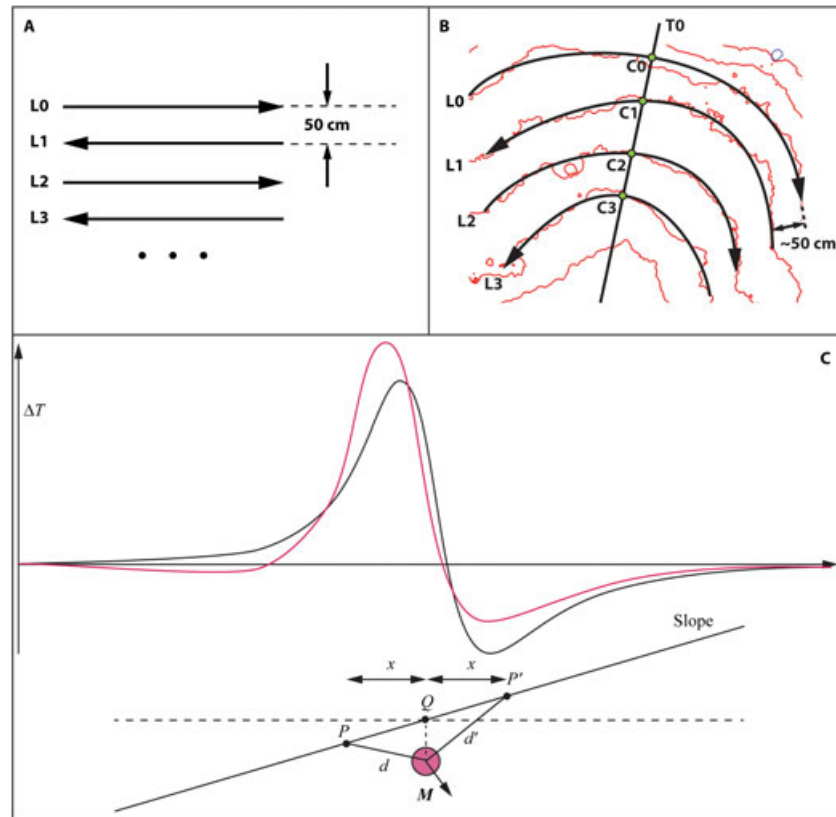 A
L0
50 cm
L1
L2
L3
B
T0
C0
L0
C1
L1
C2
L2
C3
~50 cm
L3
C
ΔT
Slope
x x
P'
Q
P
d'
d
M